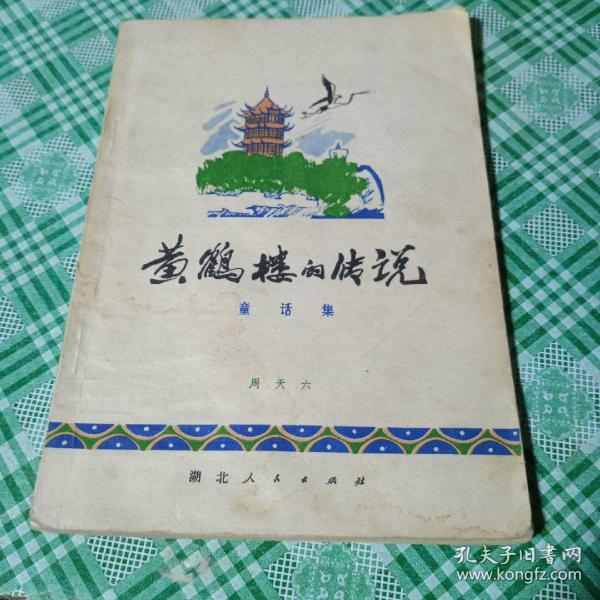 黄鹤楼的传说
童话集
周天六
湖北人民出版社
孔夫子旧书网
www.kongfz.com